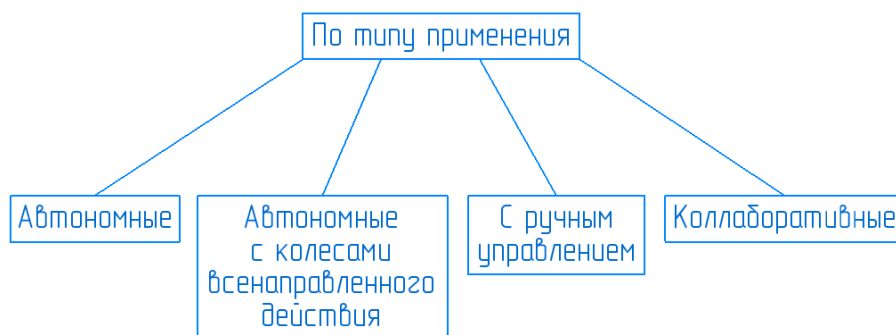 По типу применения
Автономные
Автономные
с колесами
всенаправленного
действия
С ручным
управлением
Коллаборативные